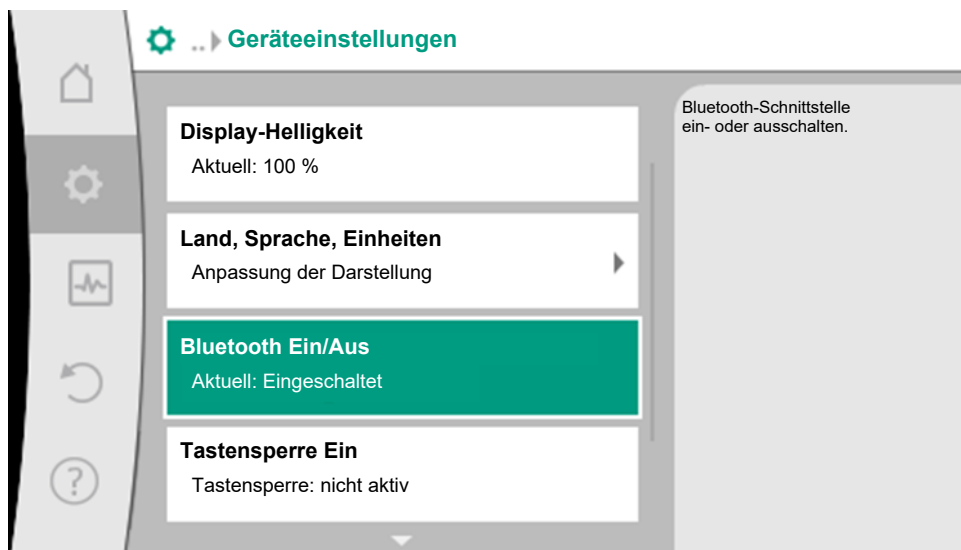 .. Geräteeinstellungen
Display-Helligkeit
Aktuell: 100 %
Land, Sprache, Einheiten
Anpassung der Darstellung
Bluetooth Ein/Aus
Aktuell: Eingeschaltet
Tastensperre Ein
Tastensperre: nicht aktiv
Bluetooth-Schnittstelle
ein- oder ausschalten.
?